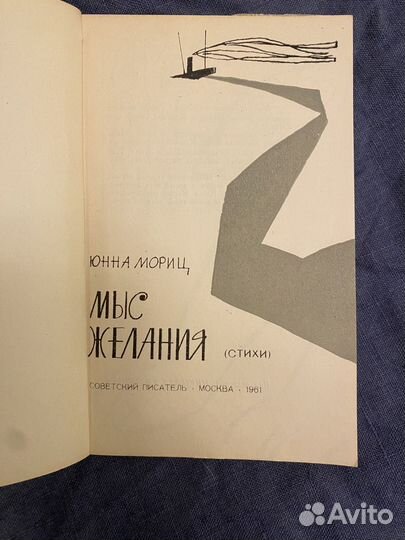 ЮННА МОРИЦ
МЫС
ЖЕЛАНИЯ (СТИХИ)
СОВЕТСКИЙ ПИСАТЕЛЬ · МОСКВА · 1961
Avito